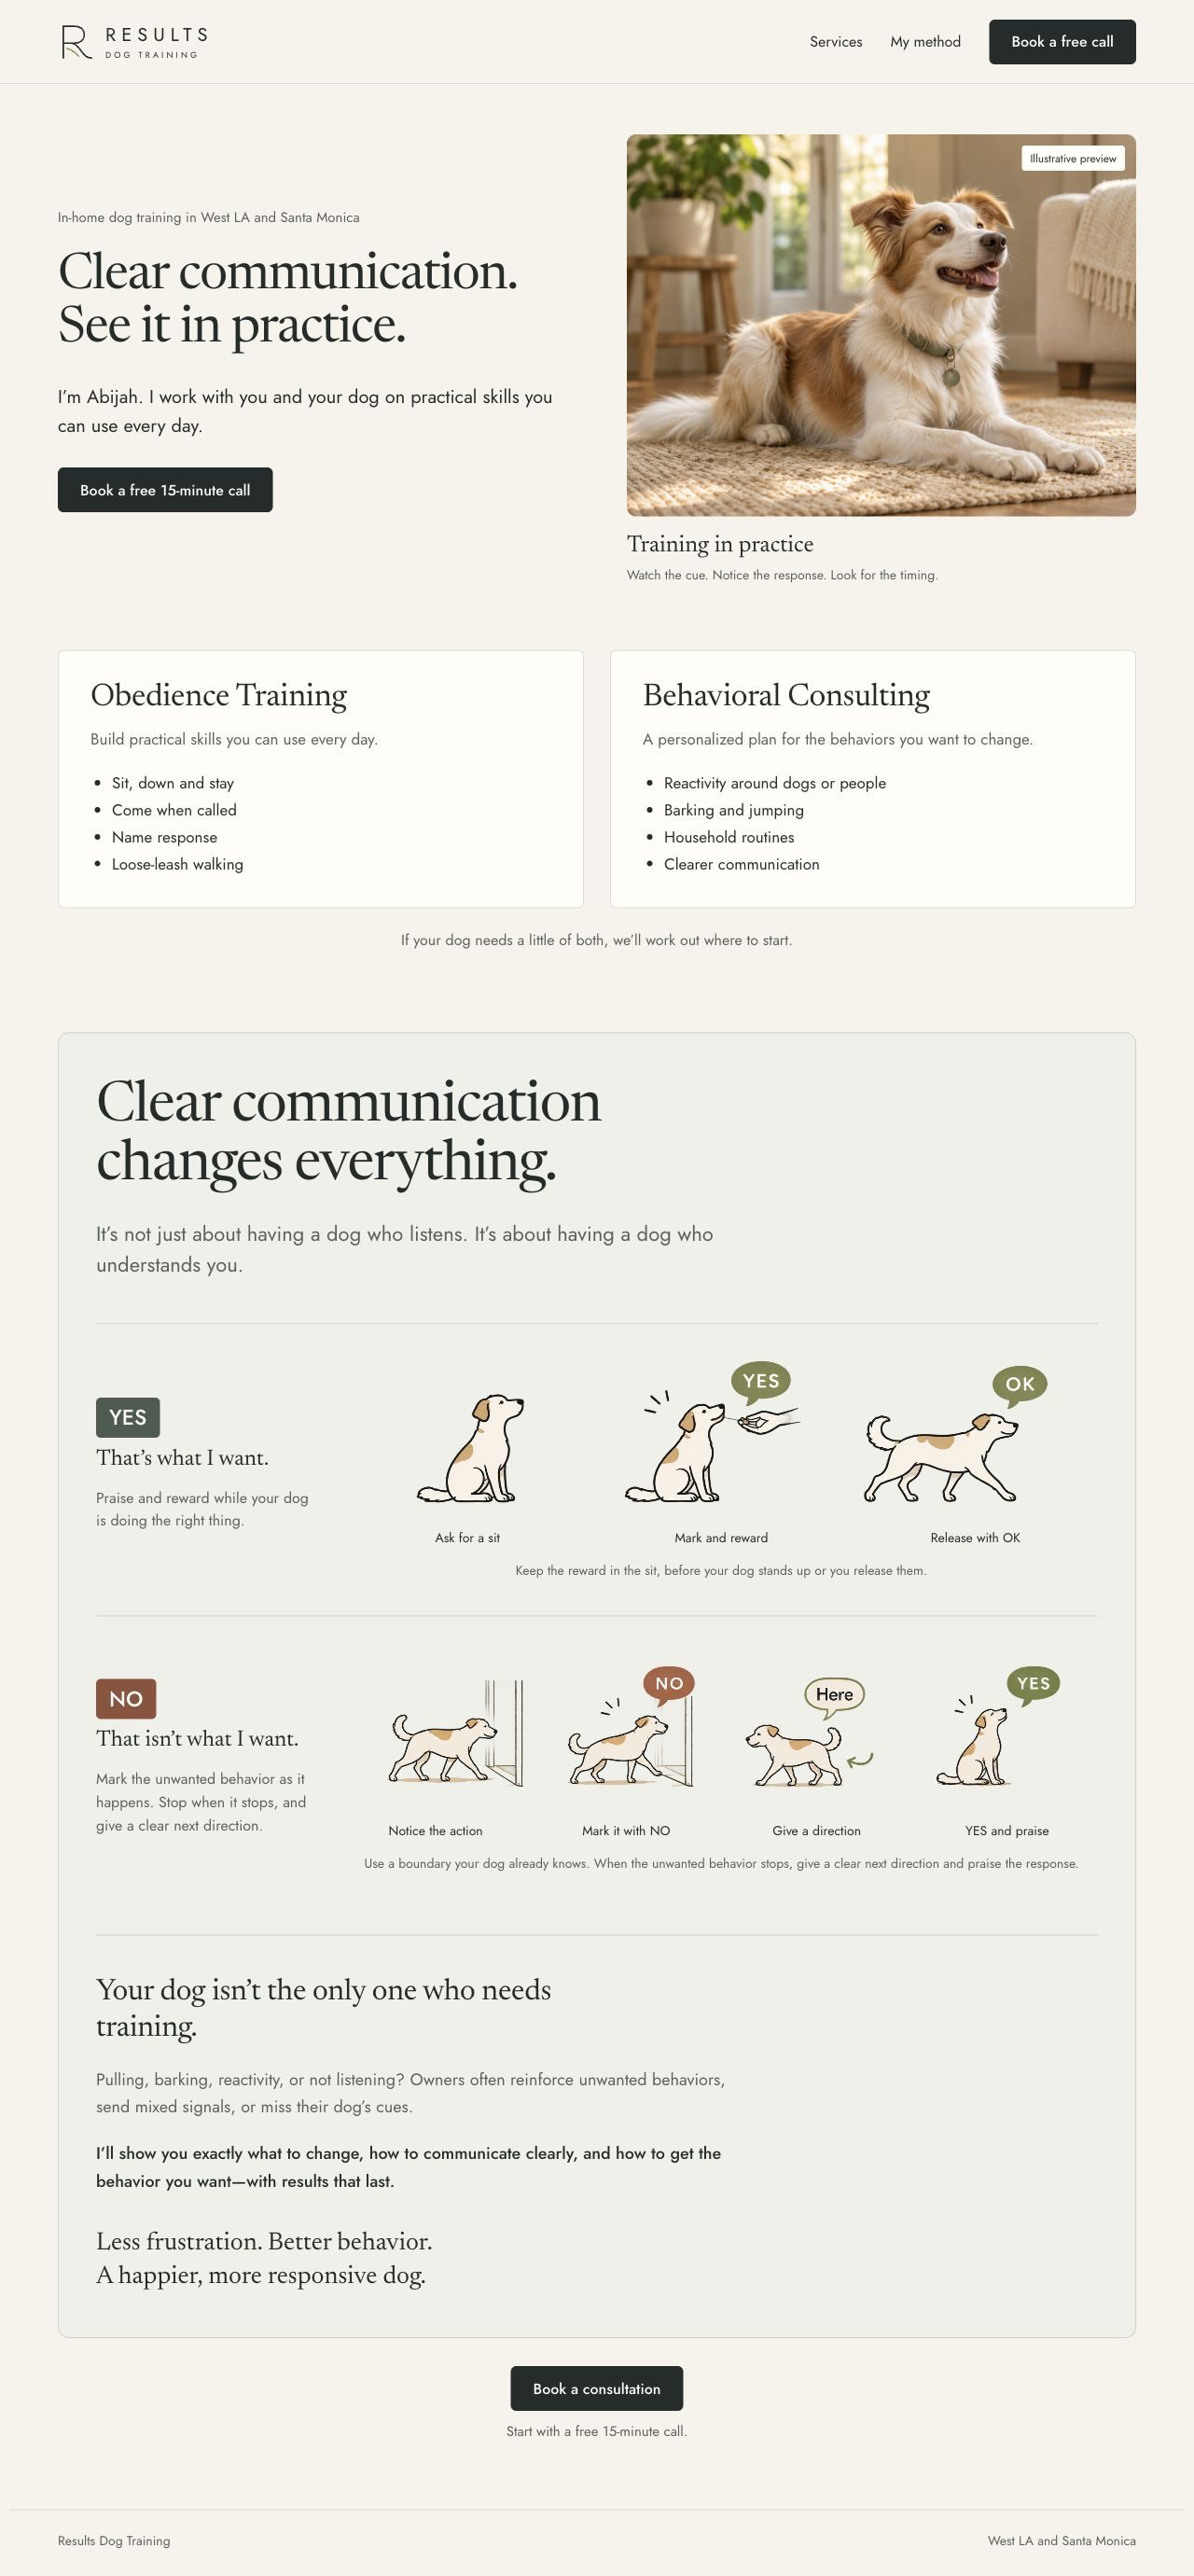 RESULTS
DOG TRAINING
Services
My method
Book a free call
In-home dog training in West LA and Santa Monica
Clear communication.
See it in practice.
I’m Abijah. I work with you and your dog on practical skills you
can use every day.
Book a free 15-minute call
Illustrative preview
Training in practice
Watch the cue. Notice the response. Look for the timing.
Obedience Training
Build practical skills you can use every day.
• Sit, down and stay
• Come when called
• Name response
• Loose-leash walking
Behavioral Consulting
A personalized plan for the behaviors you want to change.
• Reactivity around dogs or people
• Barking and jumping
• Household routines
• Clearer communication
If your dog needs a little of both, we’ll work out where to start.
Clear communication
changes everything.
It’s not just about having a dog who listens. It’s about having a dog who
understands you.
YES
That’s what I want.
Praise and reward while your dog
is doing the right thing.
YES
OK
Ask for a sit
Mark and reward
Release with OK
Keep the reward in the sit, before your dog stands up or you release them.
NO
That isn’t what I want.
Mark the unwanted behavior as it
happens. Stop when it stops, and
give a clear next direction.
NO
Here
YES
Notice the action
Mark it with NO
Give a direction
YES and praise
Use a boundary your dog already knows. When the unwanted behavior stops, give a clear next direction and praise the response.
Your dog isn’t the only one who needs
training.
Pulling, barking, reactivity, or not listening? Owners often reinforce unwanted behaviors,
send mixed signals, or miss their dog’s cues.
I’ll show you exactly what to change, how to communicate clearly, and how to get the
behavior you want—with results that last.
Less frustration. Better behavior.
A happier, more responsive dog.
Book a consultation
Start with a free 15-minute call.
Results Dog Training
West LA and Santa Monica